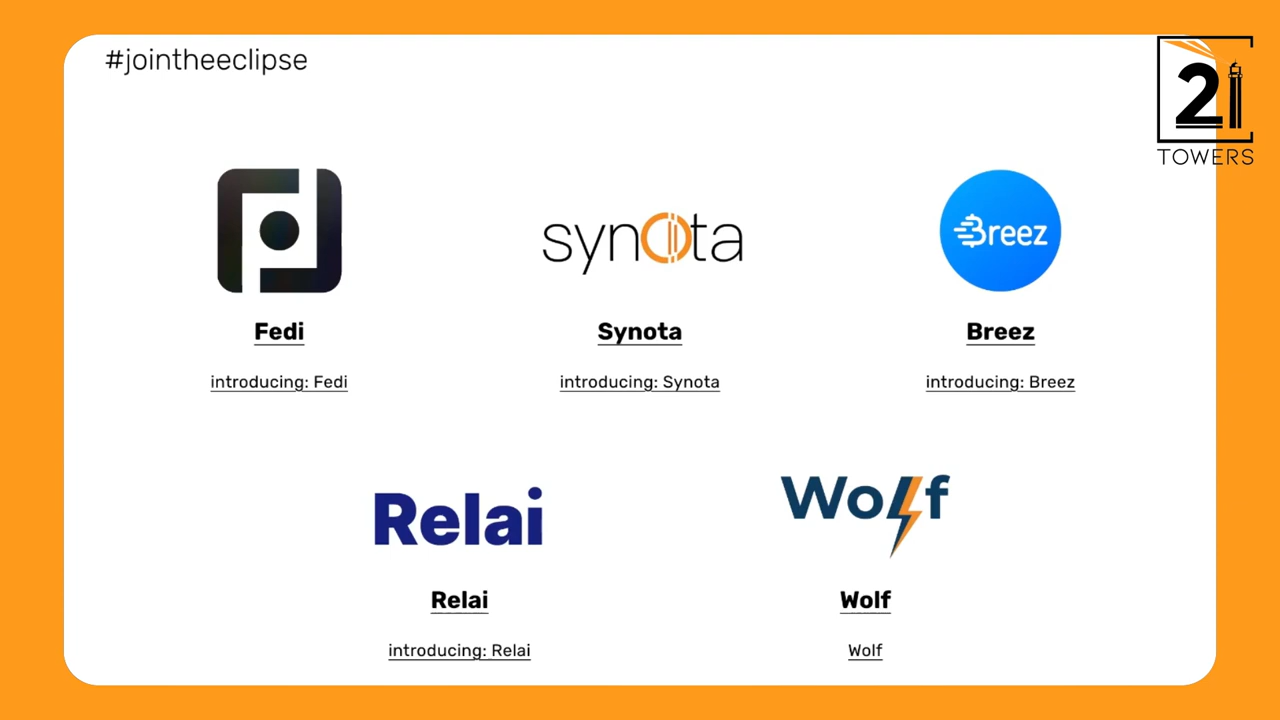 #jointheeclipse
21
TOWERS
synota
Breez
Fedi
Synota
Breez
introducing: Fedi
introducing: Synota
introducing: Breez
Relai
Wolf
Relai
Wolf
introducing: Relai
Wolf